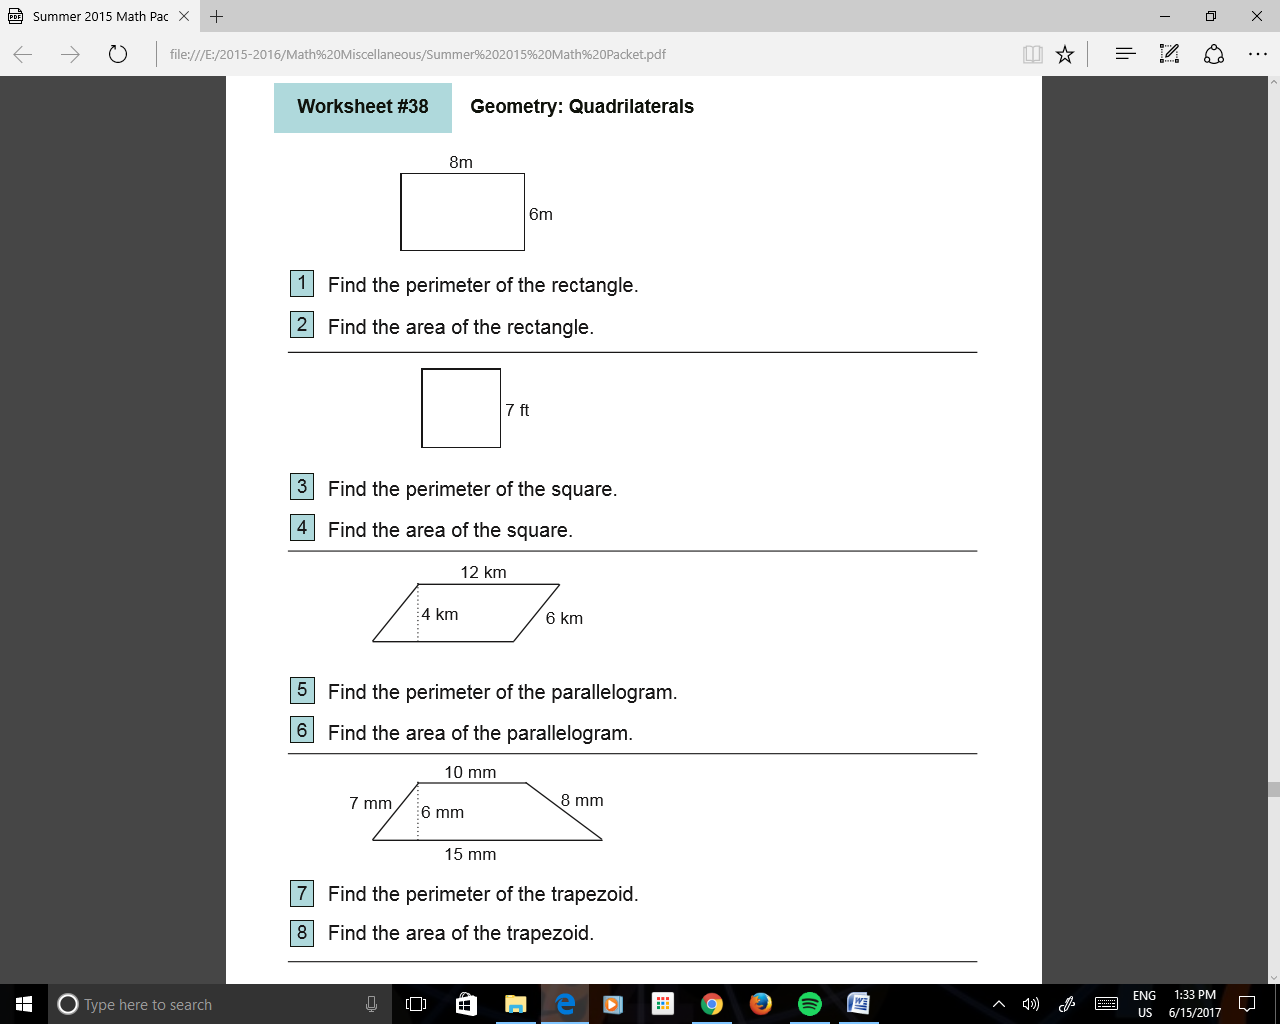 Summer 2015 Math Pac
file:///E:/2015-2016/Math%20Miscellaneous/Summer%202015%20Math%20Packet.pdf
Worksheet #38 Geometry: Quadrilaterals
8m
6m
1 Find the perimeter of the rectangle.
2 Find the area of the rectangle.
7 ft
3 Find the perimeter of the square.
4 Find the area of the square.
12 km
4 km
6 km
5 Find the perimeter of the parallelogram.
6 Find the area of the parallelogram.
10 mm
7 mm
6 mm
8 mm
15 mm
7 Find the perimeter of the trapezoid.
8 Find the area of the trapezoid.
Type here to search
ENG
US
1:33 PM
6/15/2017